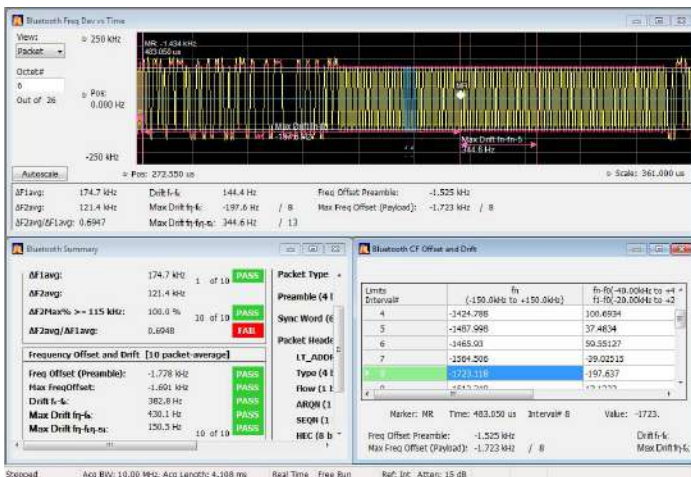 Bluetooth Freq Dev vs Time
View:
Packet
Octet#
6
Out of 26
250 kHz
Pos:
0.000 Hz
-250 kHz
MR: -1.434 kHz
483.050 us
MR
Max Drift
Max Drift fn-fn-5
344.6 Hz
Autoscale
Pos: 272.550 us
Scale: 361.000 us
ΔF1avg: 174.7 kHz Drift f₁-f₀: 144.4 Hz Freq Offset Preamble: -1.525 kHz
ΔF2avg: 121.4 kHz Max Drift fn-f₀: -197.6 Hz / 8 Max Freq Offset (Payload): -1.723 kHz / 8
ΔF2avg/ΔF1avg: 0.6947 Max Drift fn-fn-5: 344.6 Hz / 13
Bluetooth Summary
ΔF1avg: 174.7 kHz 1 of 10 PASS
ΔF2avg: 121.4 kHz
ΔF2Max% >= 115 kHz: 100.0 % 10 of 10 PASS
ΔF2avg/ΔF1avg: 0.6948 FAIL
Frequency Offset and Drift [10 packet-average]
Freq Offset (Preamble): -1.778 kHz PASS
Max FreqOffset: -1.691 kHz PASS
Drift f₁-f₀: 382.8 Hz PASS
Max Drift fn-f₀: 430.1 Hz PASS
Max Drift fn-fn-5: 150.5 Hz 10 of 10 PASS
Packet Type
Preamble (4
Sync Word (6
Packet Heade
LT_ADDR
Type (4
Flow (1
ARQN (1
SEQN (1
HEC (8 b
Bluetooth CF Offset and Drift
Limits fn fn-f0(-40.00kHz to +4
Interval# (-150.0kHz to +150.0kHz) f1-f0(-20.00kHz to +2
4 -1424.788 100.6934
5 -1487.998 37.4834
6 -1465.93 59.55127
7 -1564.506 -39.02515
8 -1723.118 -197.637
Marker: MR Time: 483.050 us Interval# 8 Value: -1723.
Freq Offset Preamble: -1.525 kHz Drift f₁-f₀:
Max Freq Offset (Payload): -1.723 kHz / 8 Max Drift fn-f₀:
Stopped Acq BW: 10.00 MHz, Acq Length: 4.108 ms Real Time Free Run Ref: Int Atten: 15 dB